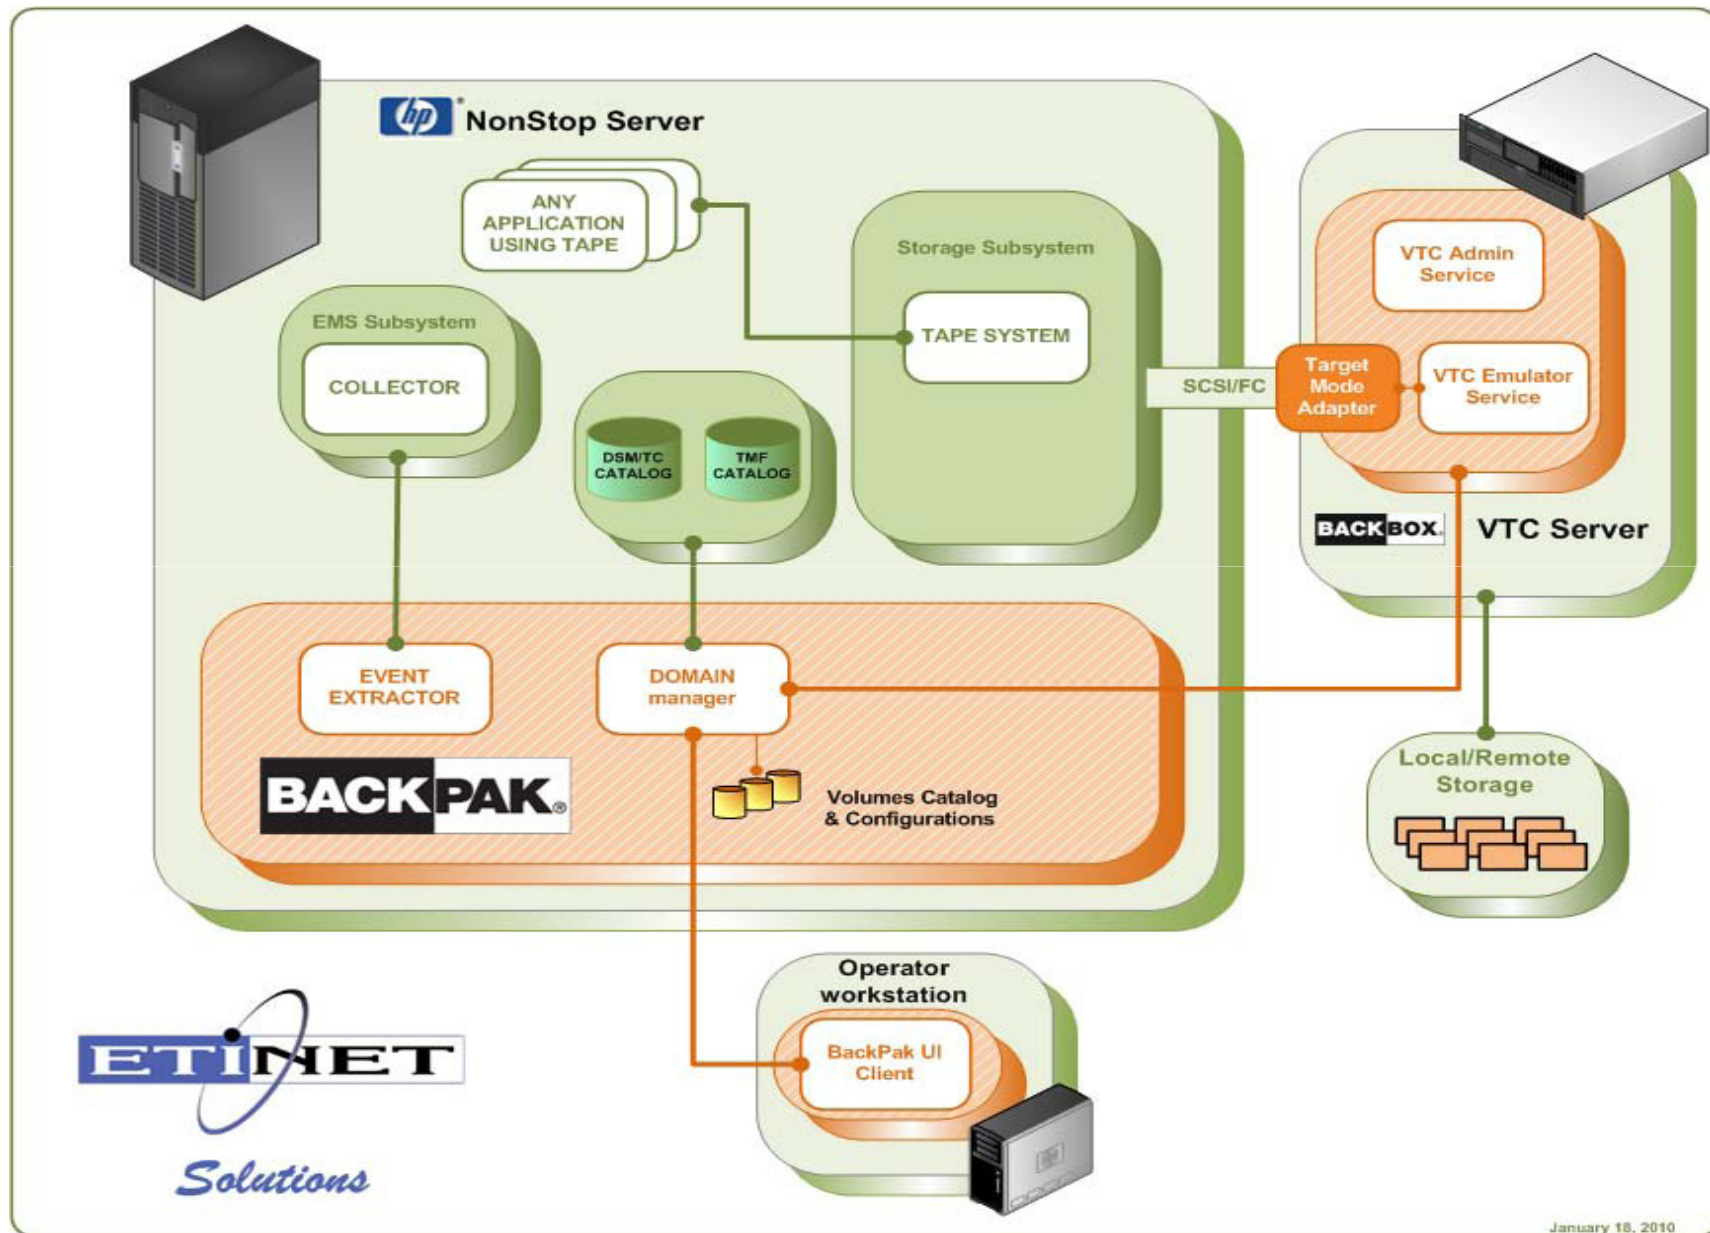 hp
NonStop Server
ANY
APPLICATION
USING TAPE
Storage Subsystem
TAPE SYSTEM
EMS Subsystem
COLLECTOR
DSM/TC
CATALOG
TMF
CATALOG
SCSI/FC
Target
Mode
Adapter
VTC Admin
Service
VTC Emulator
Service
BACKBOX®
VTC Server
EVENT
EXTRACTOR
DOMAIN
manager
BACKPAK®
Volumes Catalog
& Configurations
Local/Remote
Storage
Operator
workstation
BackPak UI
Client
ETINET
Solutions
January 18, 2010